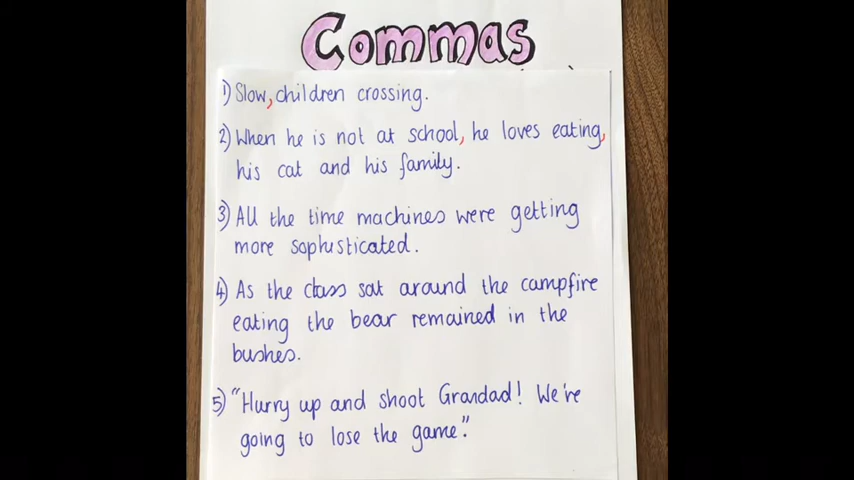 Commas
1) Slow, children crossing.
2) When he is not at school, he loves eating,
his cat and his family.
3) All the time machines were getting
more sophisticated.
4) As the class sat around the campfire
eating the bear remained in the
bushes.
5) "Hurry up and shoot Grandad! We're
going to lose the game."